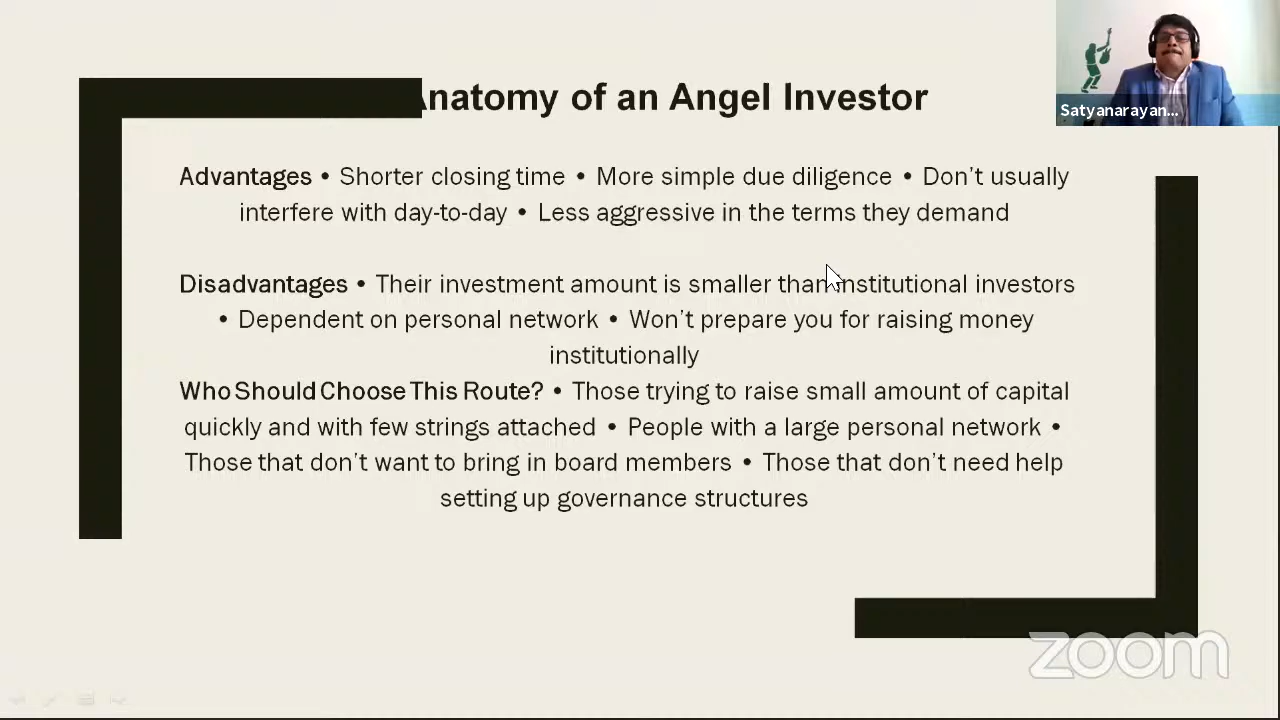 Anatomy of an Angel Investor
Satyanarayan...
Advantages • Shorter closing time • More simple due diligence • Don't usually
interfere with day-to-day • Less aggressive in the terms they demand
Disadvantages • Their investment amount is smaller than institutional investors
• Dependent on personal network • Won't prepare you for raising money
institutionally
Who Should Choose This Route? • Those trying to raise small amount of capital
quickly and with few strings attached • People with a large personal network •
Those that don't want to bring in board members • Those that don't need help
setting up governance structures
zoom